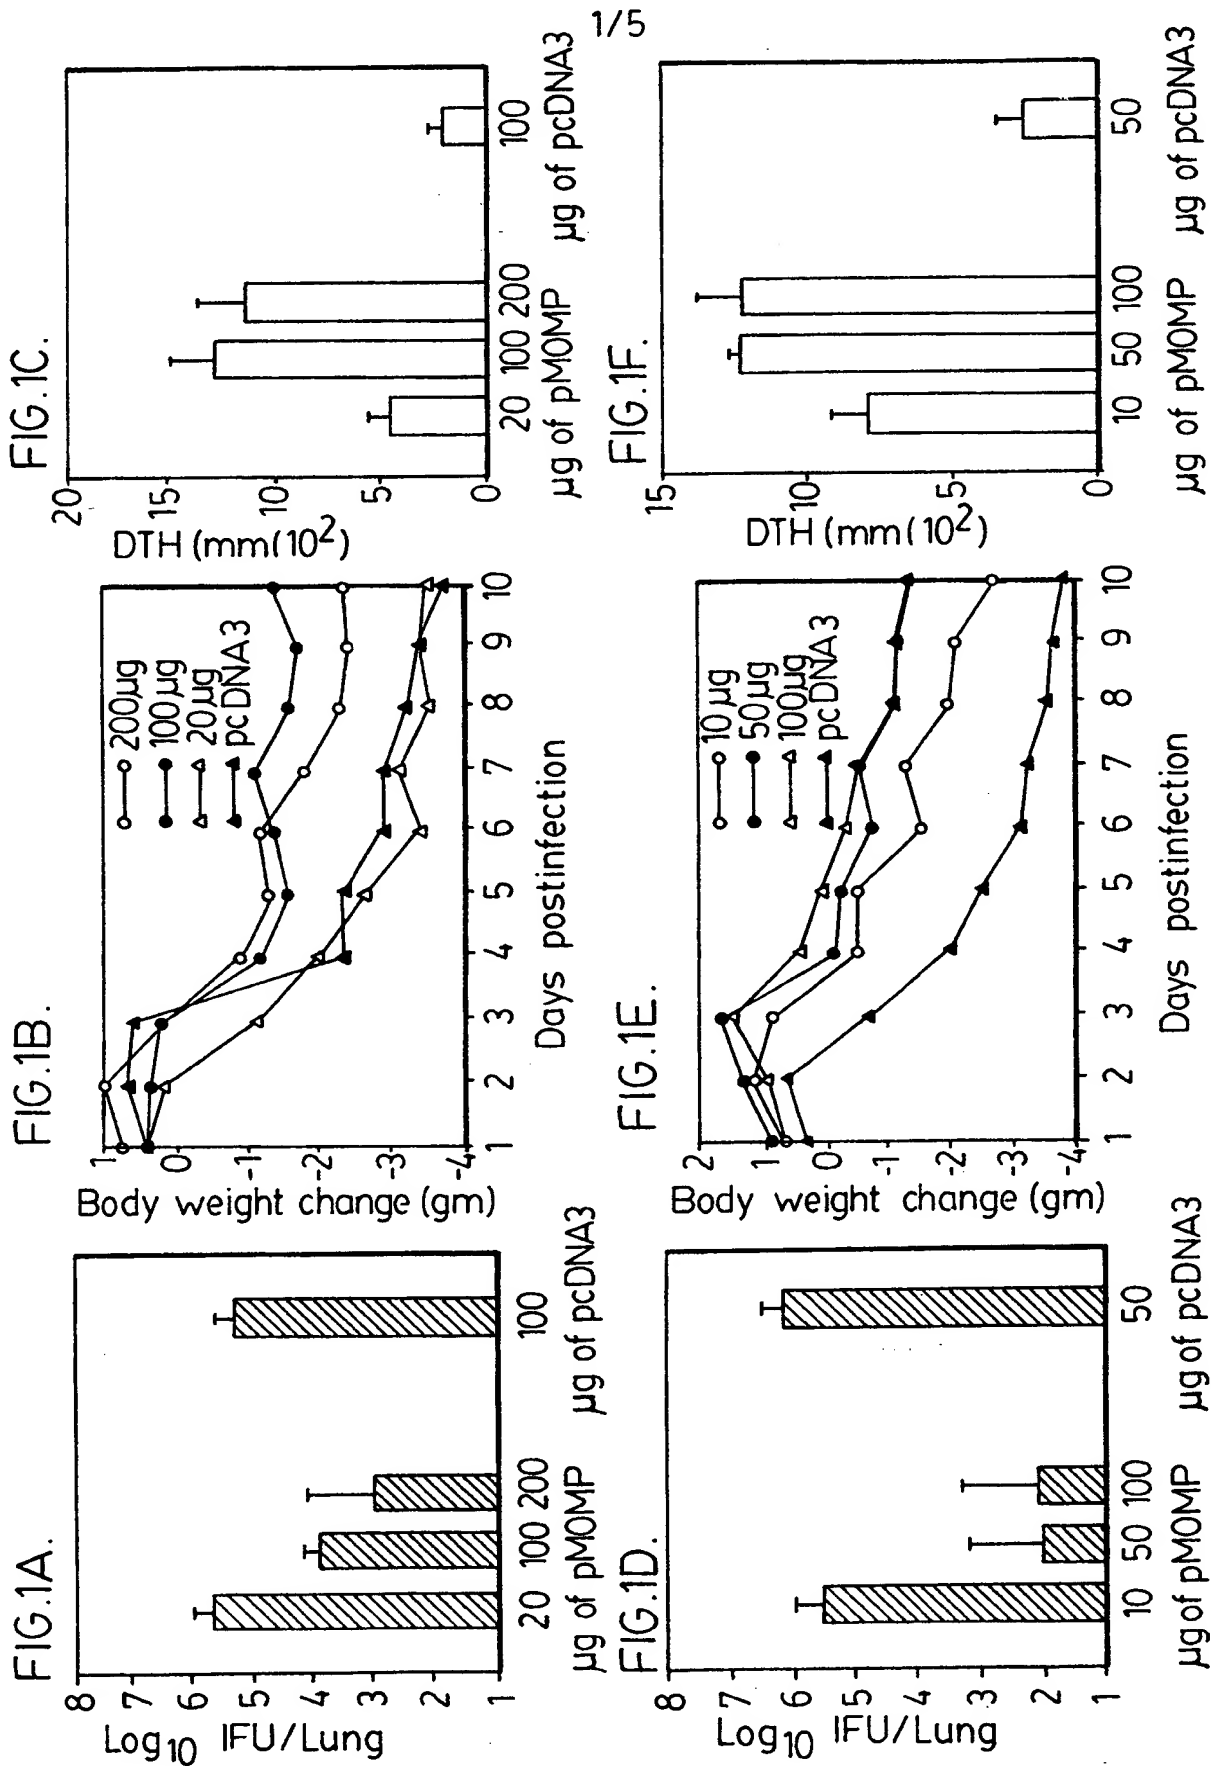 1/5
FIG.1A.
Log10 IFU/Lung
8
7
6
5
4
3
2
1
20 100 200 100
µg of pMOMP µg of pcDNA3
FIG.1B.
Body weight change (gm)
1
0
-1
-2
-3
-4
200µg
100µg
20µg
pcDNA3
1 2 3 4 5 6 7 8 9 10
Days postinfection
FIG.1C.
DTH (mm(10²)
20
15
10
5
0
20 100 200 100
µg of pMOMP µg of pcDNA3
FIG.1D.
Log10 IFU/Lung
8
7
6
5
4
3
2
1
10 50 100 50
µg of pMOMP µg of pcDNA3
FIG.1E.
Body weight change (gm)
2
1
0
-1
-2
-3
-4
10µg
50µg
100µg
pcDNA3
1 2 3 4 5 6 7 8 9 10
Days postinfection
FIG.1F.
DTH (mm(10²)
15
10
5
0
10 50 100 50
µg of pMOMP µg of pcDNA3